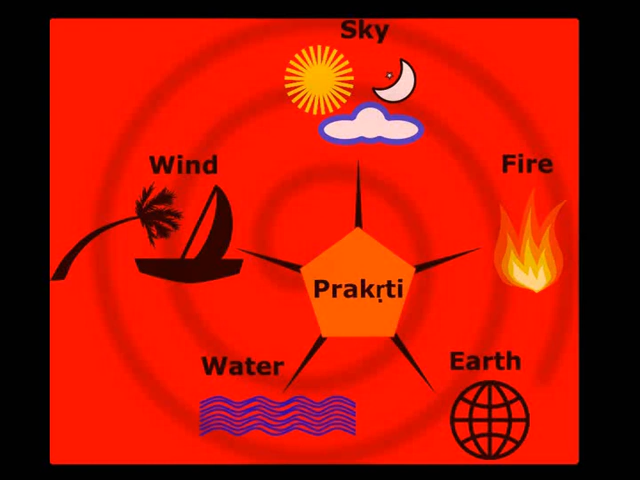 Sky
Wind
Fire
Prakṛti
Water
Earth